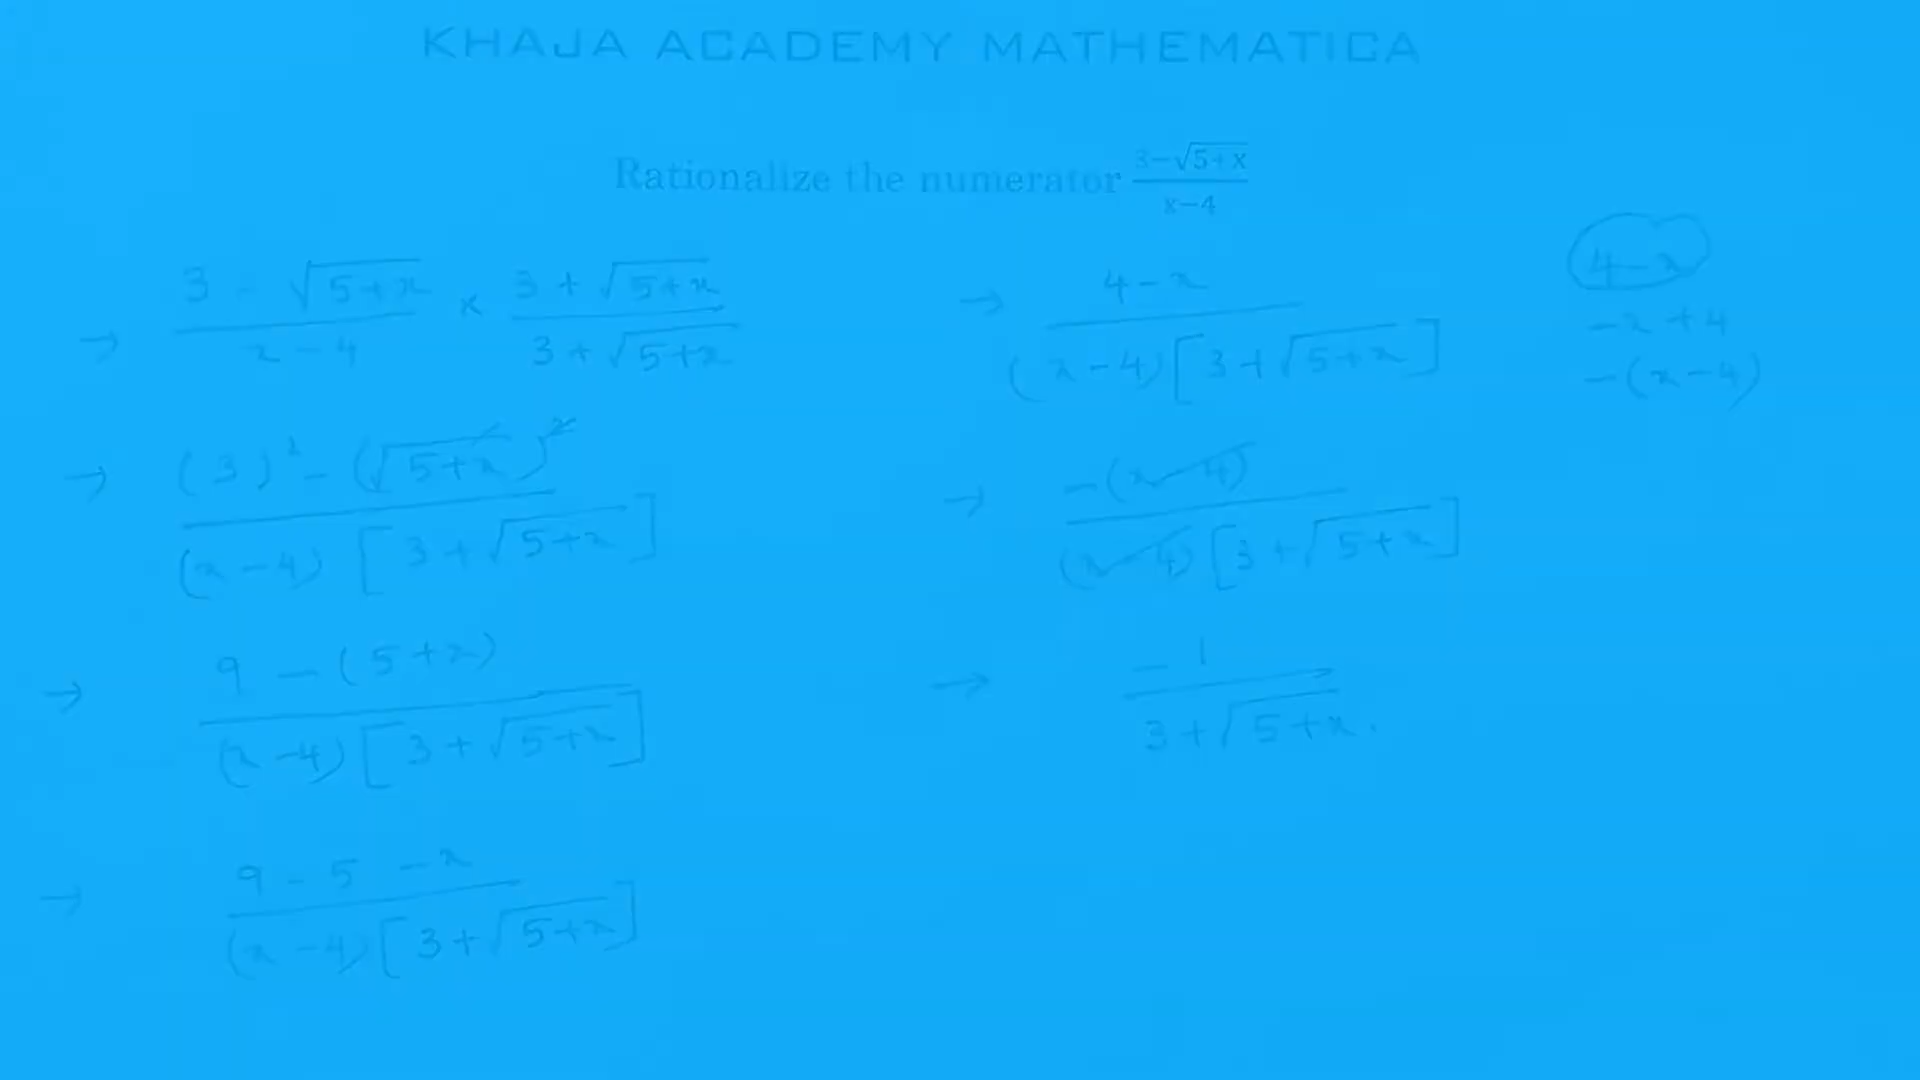 KHAJA ACADEMY MATHEMATICA
Rationalize the numerator (3−√(5+x))/(x−4)
→ (3 − √(5+x))/(x − 4) × (3 + √(5+x))/(3 + √(5+x))
→ ((3)² − (√(5+x))²)/((x − 4) [3 + √(5+x)])
→ (9 − (5+x))/((x − 4) [3 + √(5+x)])
→ (9 − 5 − x)/((x − 4) [3 + √(5+x)])
→ (4 − x)/((x − 4) [3 + √(5+x)])
→ −(x − 4)/((x − 4) [3 + √(5+x)])
→ −1/(3 + √(5+x)).
4 − x
−x + 4
−(x − 4)